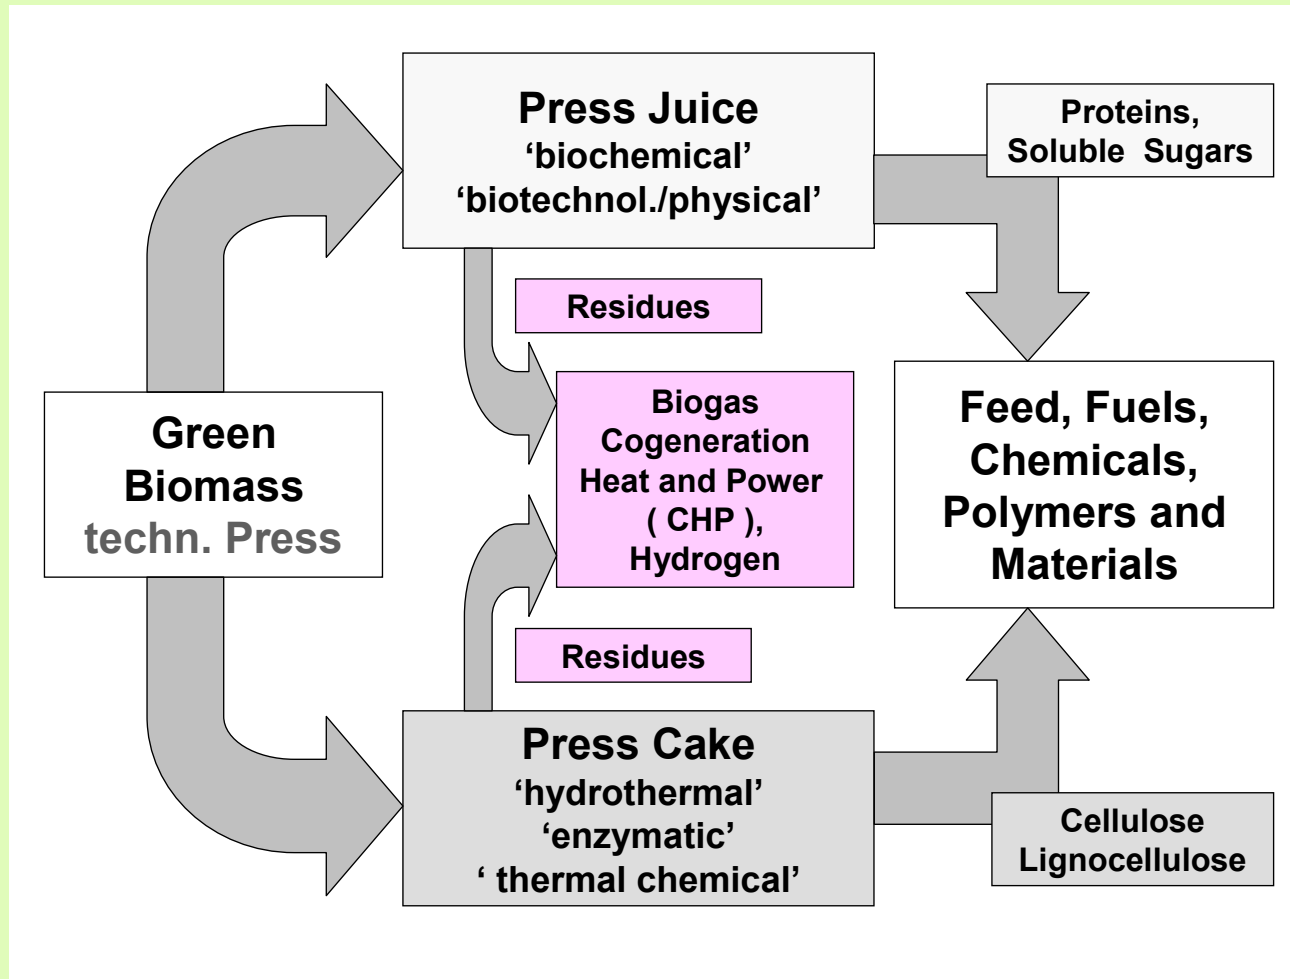 Press Juice
‘biochemical’
‘biotechnol./physical’
Proteins,
Soluble Sugars
Residues
Green
Biomass
techn. Press
Biogas
Cogeneration
Heat and Power
( CHP ),
Hydrogen
Feed, Fuels,
Chemicals,
Polymers and
Materials
Residues
Press Cake
‘hydrothermal’
‘enzymatic’
‘ thermal chemical’
Cellulose
Lignocellulose